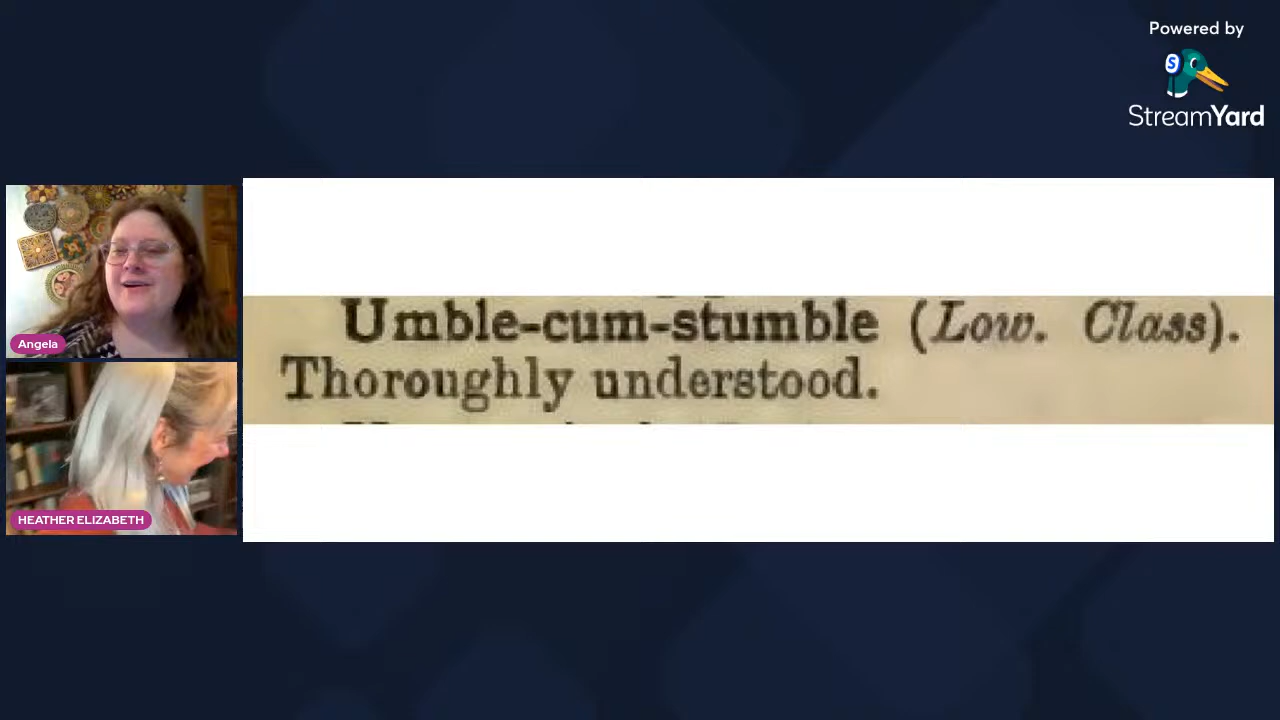 Powered by
S
StreamYard
Angela
HEATHER ELIZABETH
Umble-cum-stumble (Low. Class).
Thoroughly understood.